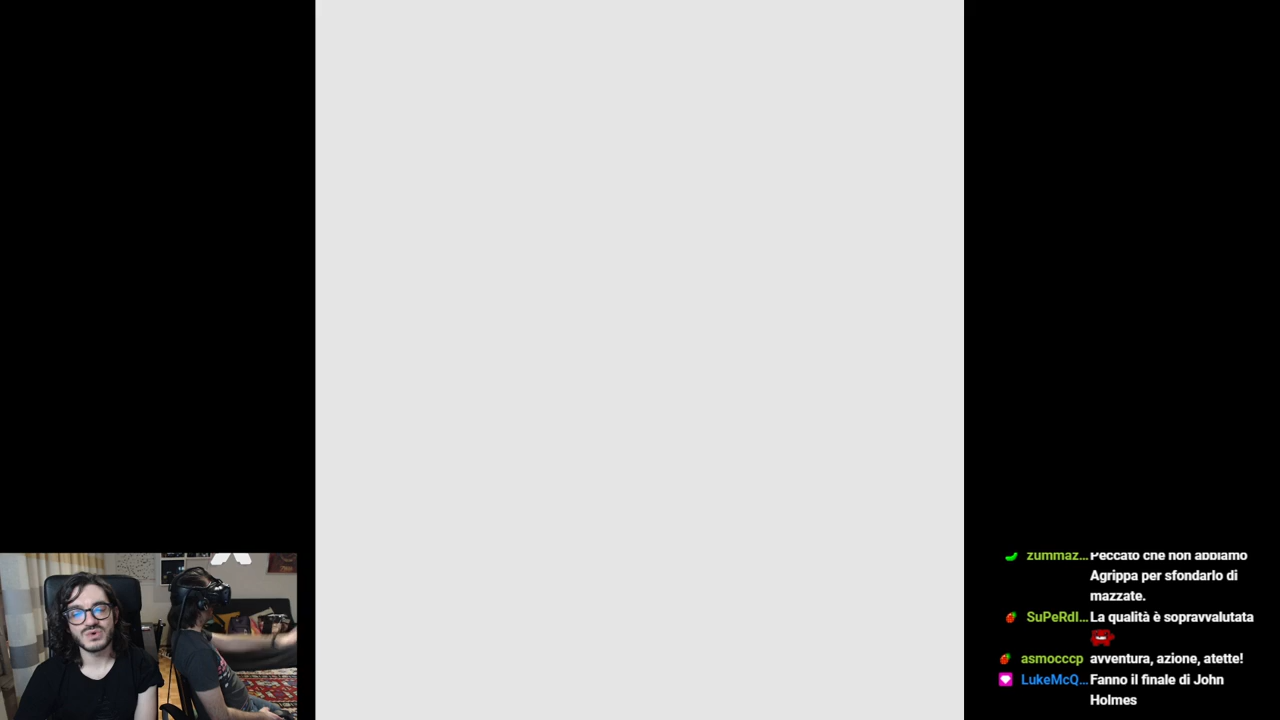 zummaz… Peccato che non abbiamo
Agrippa per sfondarlo di
mazzate.
SuPeRdI… La qualità è sopravvalutata
asmocccp avventura, azione, atette!
LukeMcQ… Fanno il finale di John
Holmes